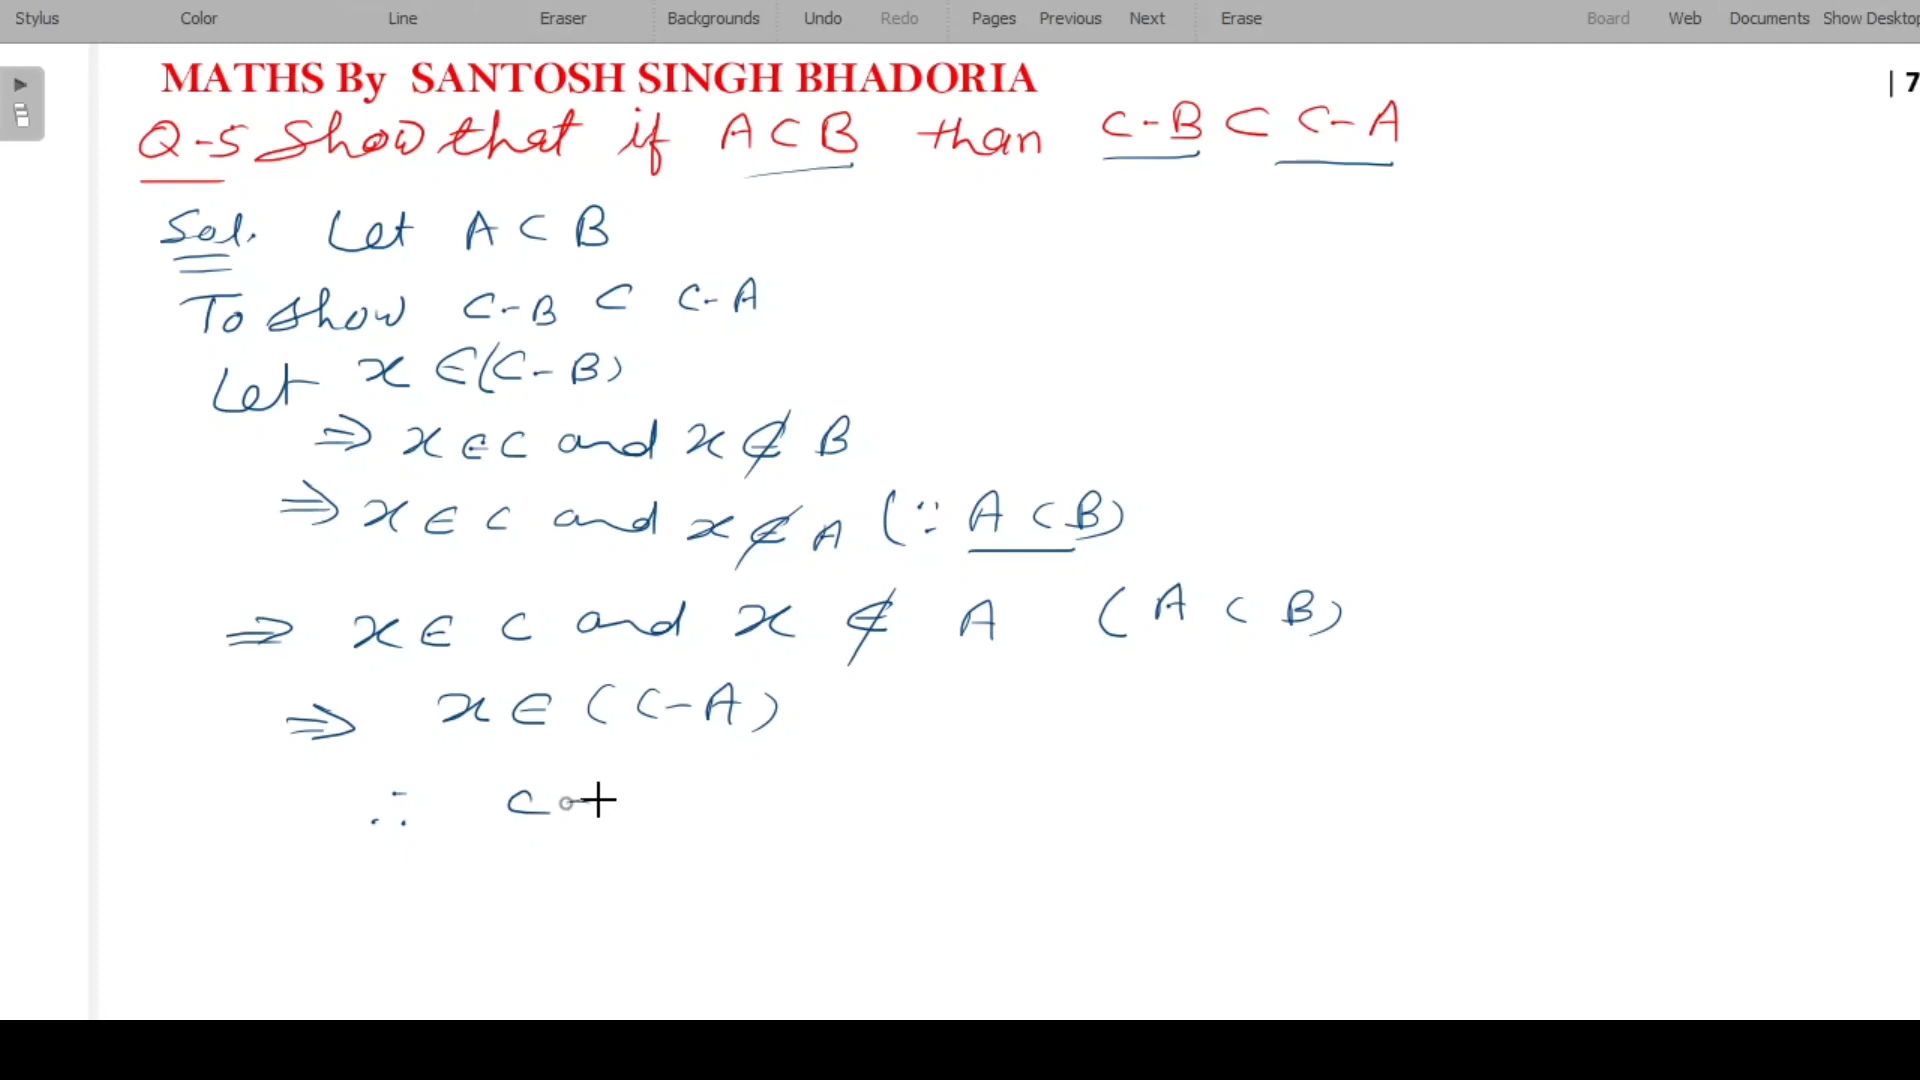 Stylus Color Line Eraser Backgrounds Undo Redo Pages Previous Next Erase Board Web Documents Show Desktop
MATHS By SANTOSH SINGH BHADORIA | 7
Q-5 Show that if A ⊂ B than C-B ⊂ C-A
Sol. Let A ⊂ B
To show C-B ⊂ C-A
Let x ∈ (C-B)
⇒ x ∈ C and x ∉ B
⇒ x ∈ C and x ∉ A (∵ A ⊂ B)
⇒ x ∈ C and x ∉ A (A ⊂ B)
⇒ x ∈ (C-A)
∴ C-